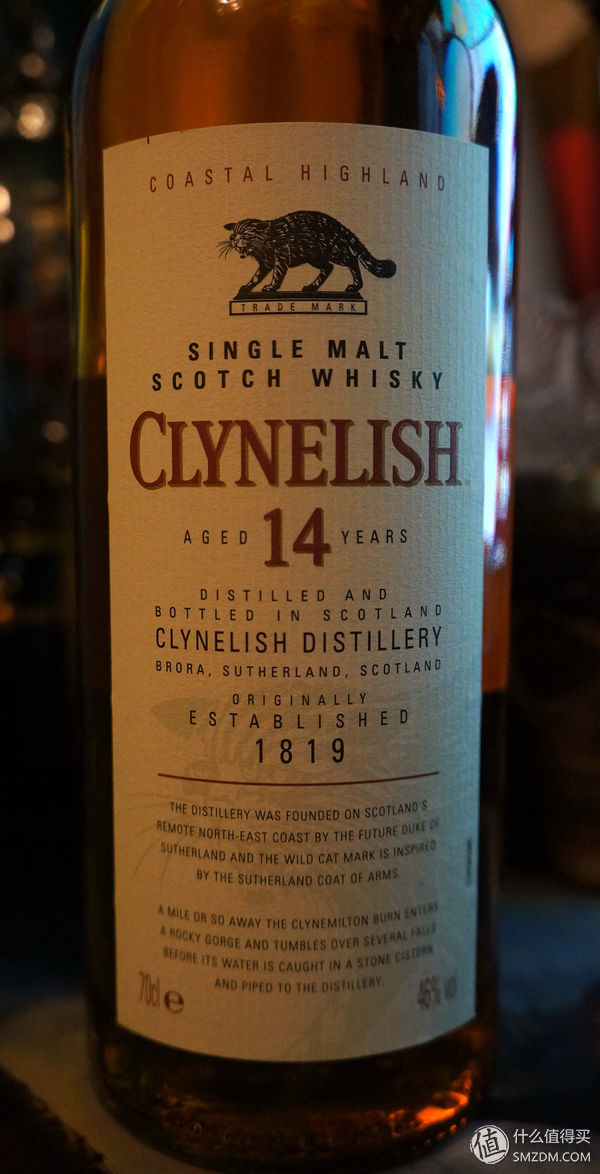 COASTAL HIGHLAND
TRADE MARK
SINGLE MALT
SCOTCH WHISKY
CLYNELISH
AGED 14 YEARS
DISTILLED AND
BOTTLED IN SCOTLAND
CLYNELISH DISTILLERY
BRORA, SUTHERLAND, SCOTLAND
ORIGINALLY
ESTABLISHED
1819
THE DISTILLERY WAS FOUNDED ON SCOTLAND'S
REMOTE NORTH-EAST COAST BY THE FUTURE DUKE OF
SUTHERLAND AND THE WILD CAT MARK IS INSPIRED
BY THE SUTHERLAND COAT OF ARMS.
A MILE OR SO AWAY THE CLYNEMILTON BURN ENTERS
A ROCKY GORGE AND TUMBLES OVER SEVERAL FALLS
BEFORE ITS WATER IS CAUGHT IN A STONE CISTERN
AND PIPED TO THE DISTILLERY
70cl e 46% vol
值 什么值得买
SMZDM.COM